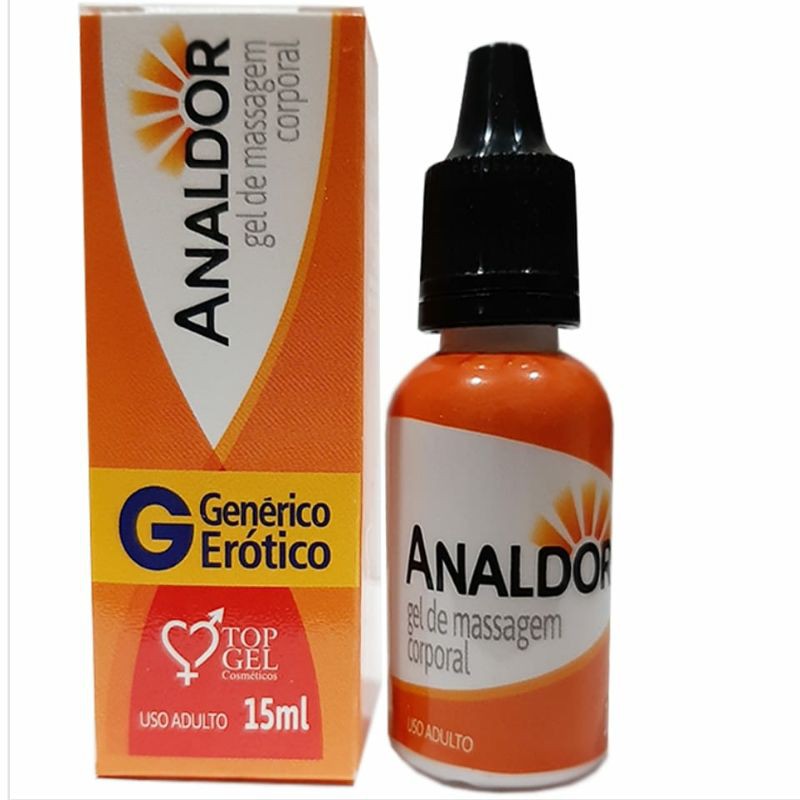 ANALDOR
gel de massagem
corporal
G Genérico
Erótico
TOP
GEL
Cosméticos
USO ADULTO 15ml
ANALDOR
gel de massagem
corporal
USO ADULTO